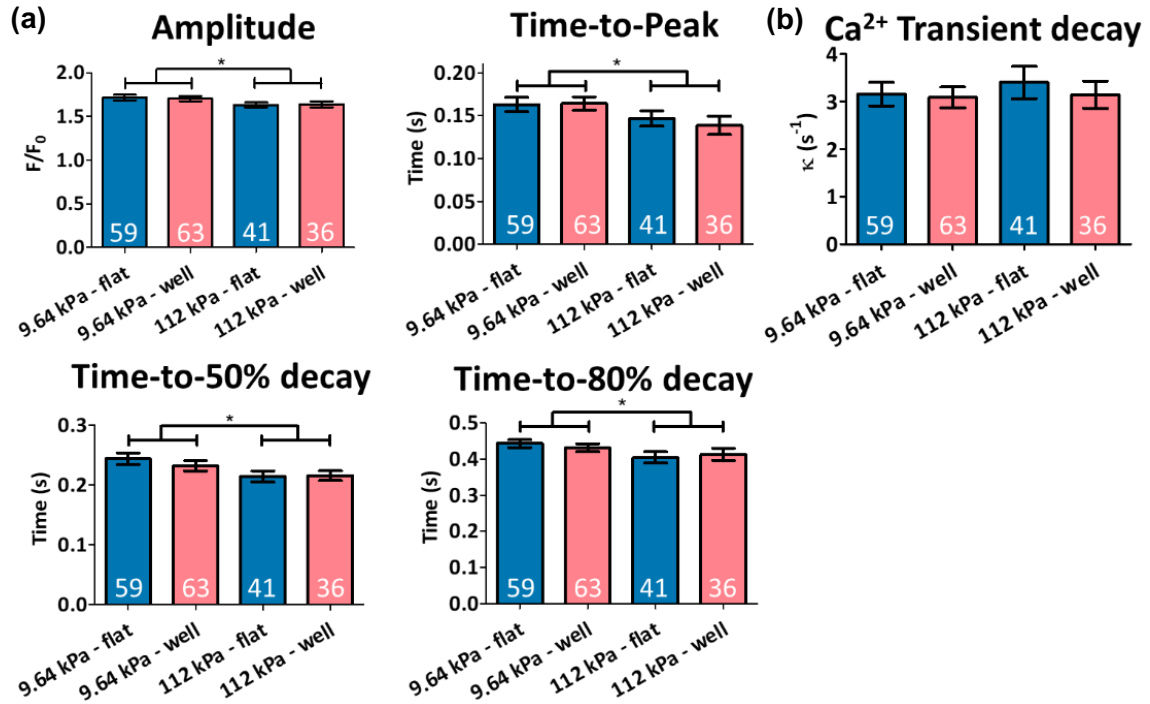 (a)
Amplitude
*
F/F₀
2.0
1.5
1.0
0.5
0.0
59 63 41 36
9.64 kPa - flat
9.64 kPa - well
112 kPa - flat
112 kPa - well
Time-to-Peak
*
Time (s)
0.20
0.15
0.10
0.05
0.00
59 63 41 36
9.64 kPa - flat
9.64 kPa - well
112 kPa - flat
112 kPa - well
(b)
Ca²⁺ Transient decay
κ (s⁻¹)
4
3
2
1
0
59 63 41 36
9.64 kPa - flat
9.64 kPa - well
112 kPa - flat
112 kPa - well
Time-to-50% decay
*
Time (s)
0.3
0.2
0.1
0.0
59 63 41 36
9.64 kPa - flat
9.64 kPa - well
112 kPa - flat
112 kPa - well
Time-to-80% decay
*
Time (s)
0.5
0.4
0.3
0.2
0.1
0.0
59 63 41 36
9.64 kPa - flat
9.64 kPa - well
112 kPa - flat
112 kPa - well